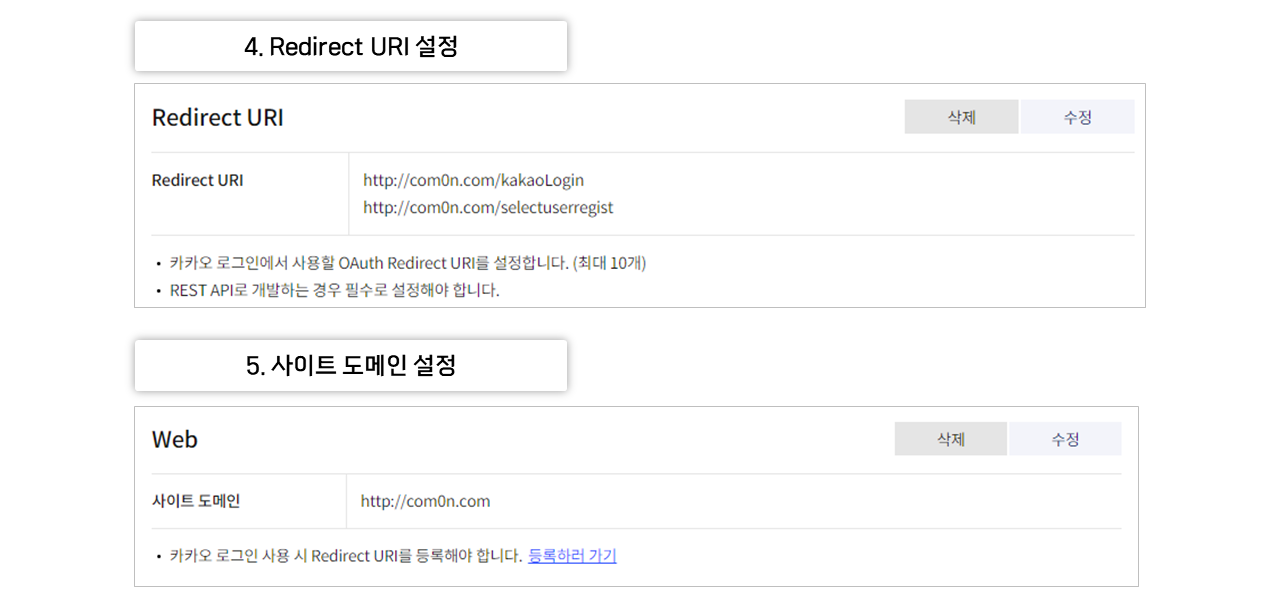 4. Redirect URI 설정
Redirect URI
삭제
수정
Redirect URI
http://com0n.com/kakaoLogin
http://com0n.com/selectuserregist
• 카카오 로그인에서 사용할 OAuth Redirect URI를 설정합니다. (최대 10개)
• REST API로 개발하는 경우 필수로 설정해야 합니다.
5. 사이트 도메인 설정
Web
삭제
수정
사이트 도메인
http://com0n.com
• 카카오 로그인 사용 시 Redirect URI를 등록해야 합니다. 등록하러 가기